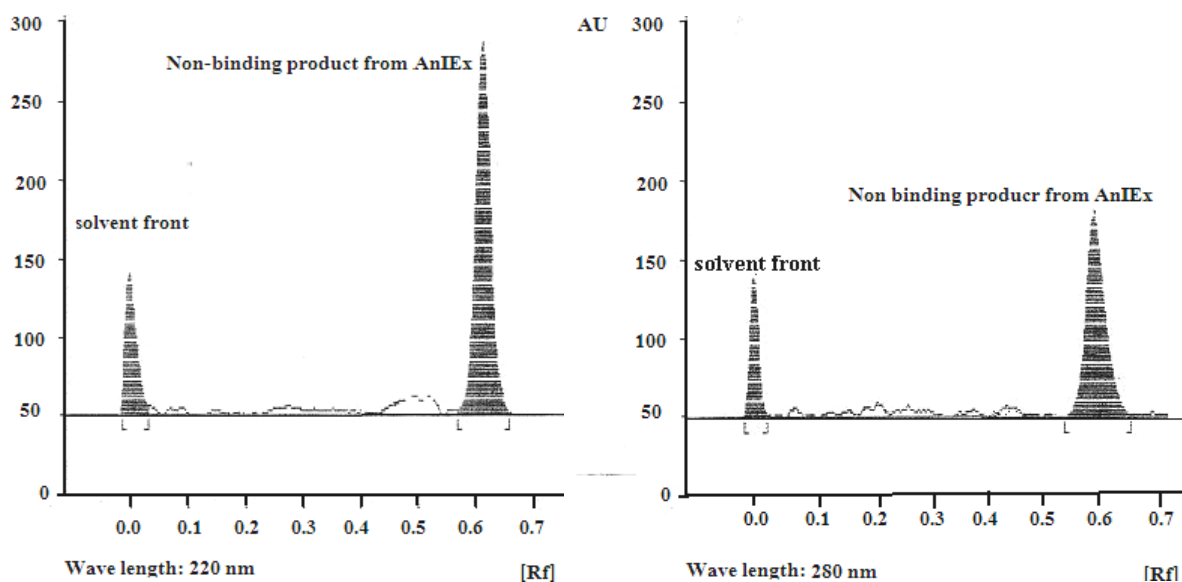 300
Non-binding product from AnIEx
250
200
solvent front
150
100
50
0
0.0 0.1 0.2 0.3 0.4 0.5 0.6 0.7
Wave length: 220 nm [Rf]
AU 300
250
200
Non binding producr from AnIEx
150
solvent front
100
50
0
0.0 0.1 0.2 0.3 0.4 0.5 0.6 0.7
Wave length: 280 nm [Rf]